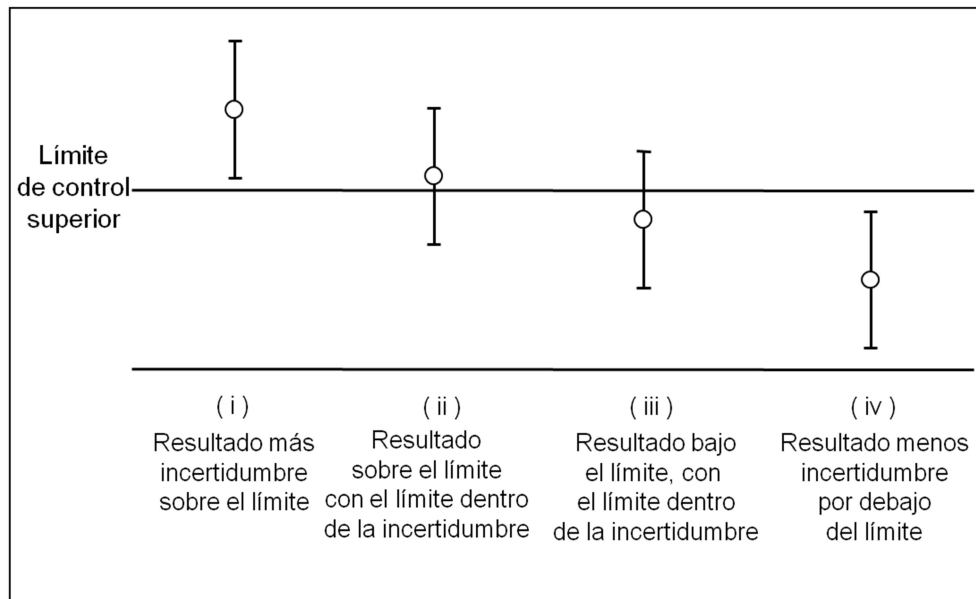 Límite
de control
superior
( i )
Resultado más
incertidumbre
sobre el límite
( ii )
Resultado
sobre el límite
con el límite dentro
de la incertidumbre
( iii )
Resultado bajo
el límite, con
el límite dentro
de la incertidumbre
( iv )
Resultado menos
incertidumbre
por debajo
del límite